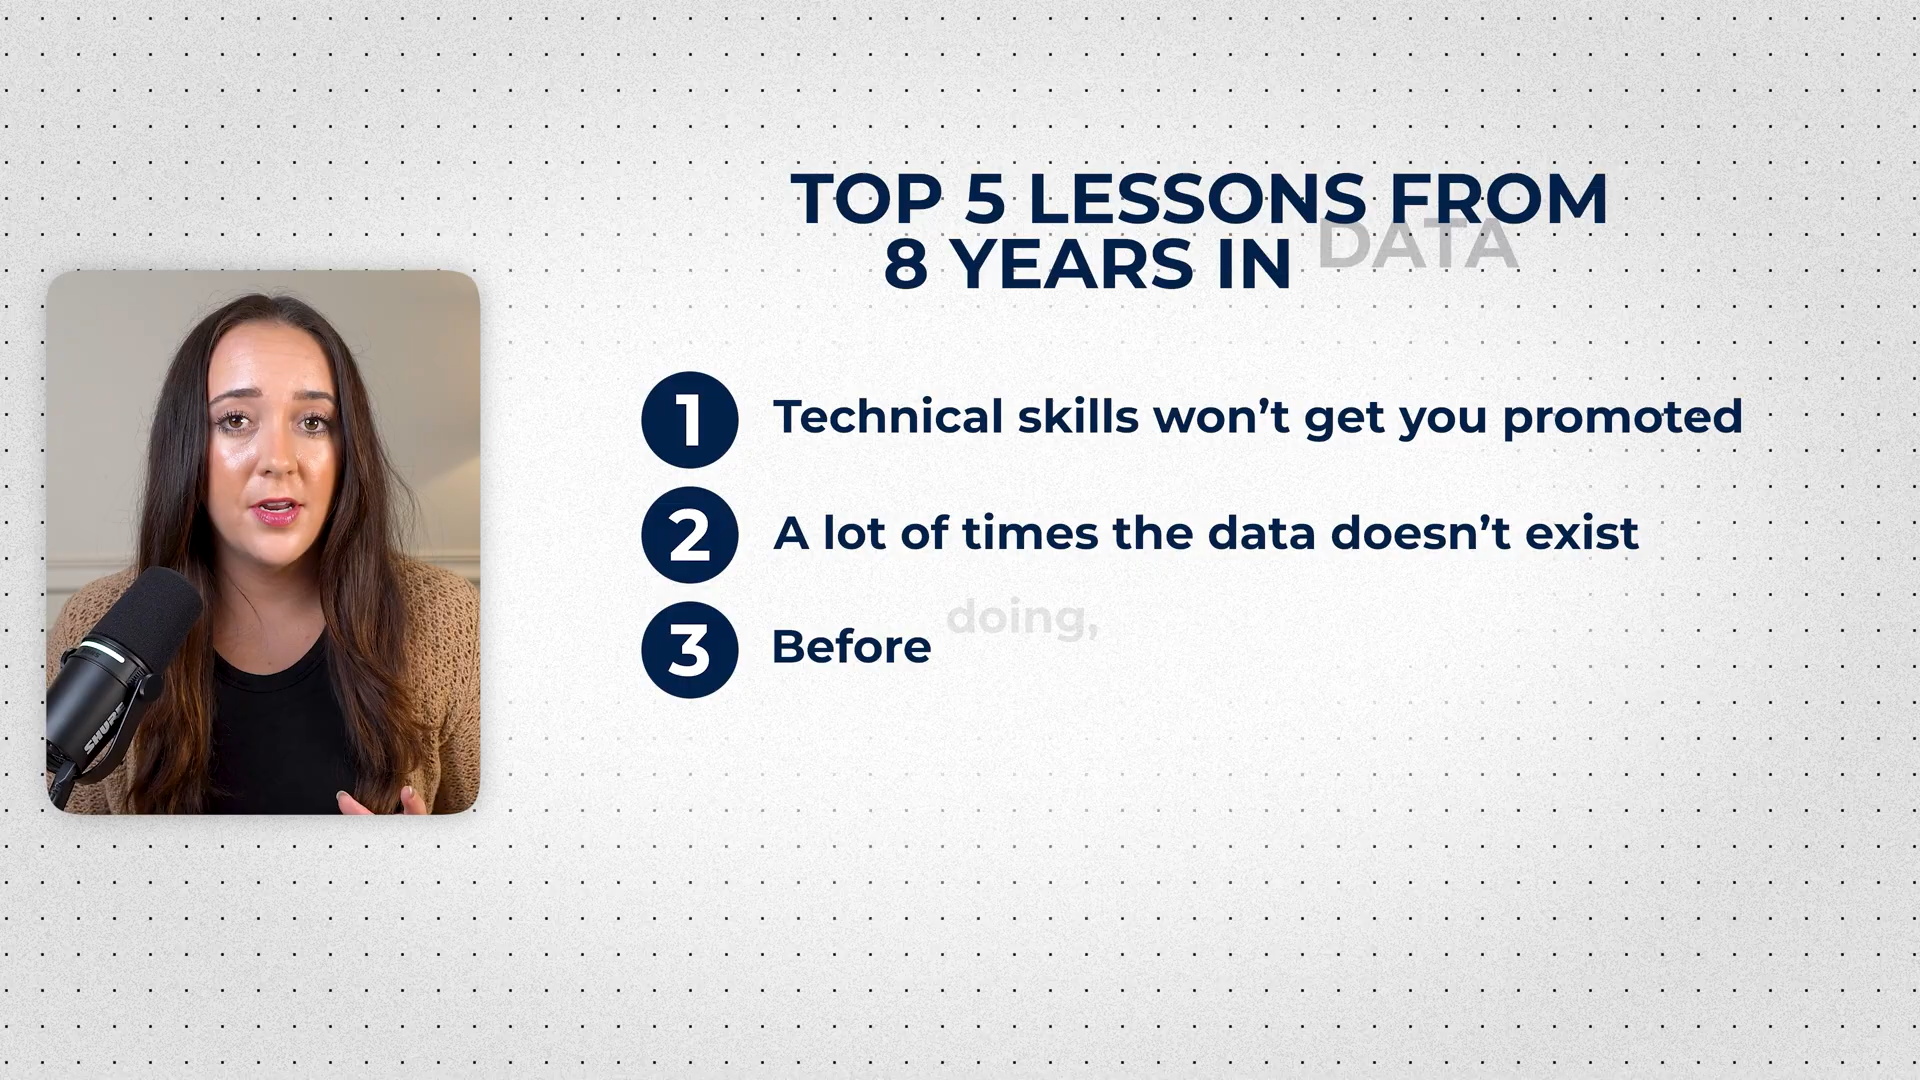 TOP 5 LESSONS FROM
8 YEARS IN DATA
1 Technical skills won’t get you promoted
2 A lot of times the data doesn’t exist
3 Before doing,
SHURE